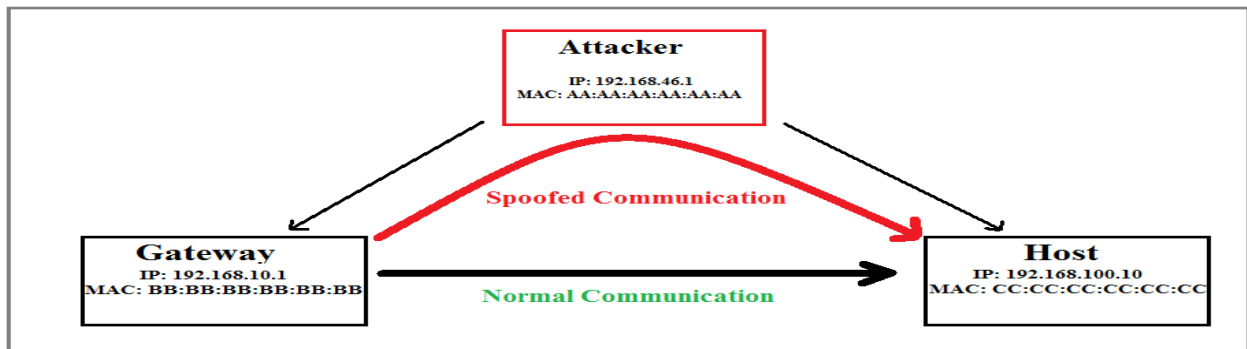 Attacker
IP: 192.168.46.1
MAC: AA:AA:AA:AA:AA:AA
Spoofed Communication
Gateway
IP: 192.168.10.1
MAC: BB:BB:BB:BB:BB:BB
Normal Communication
Host
IP: 192.168.100.10
MAC: CC:CC:CC:CC:CC:CC